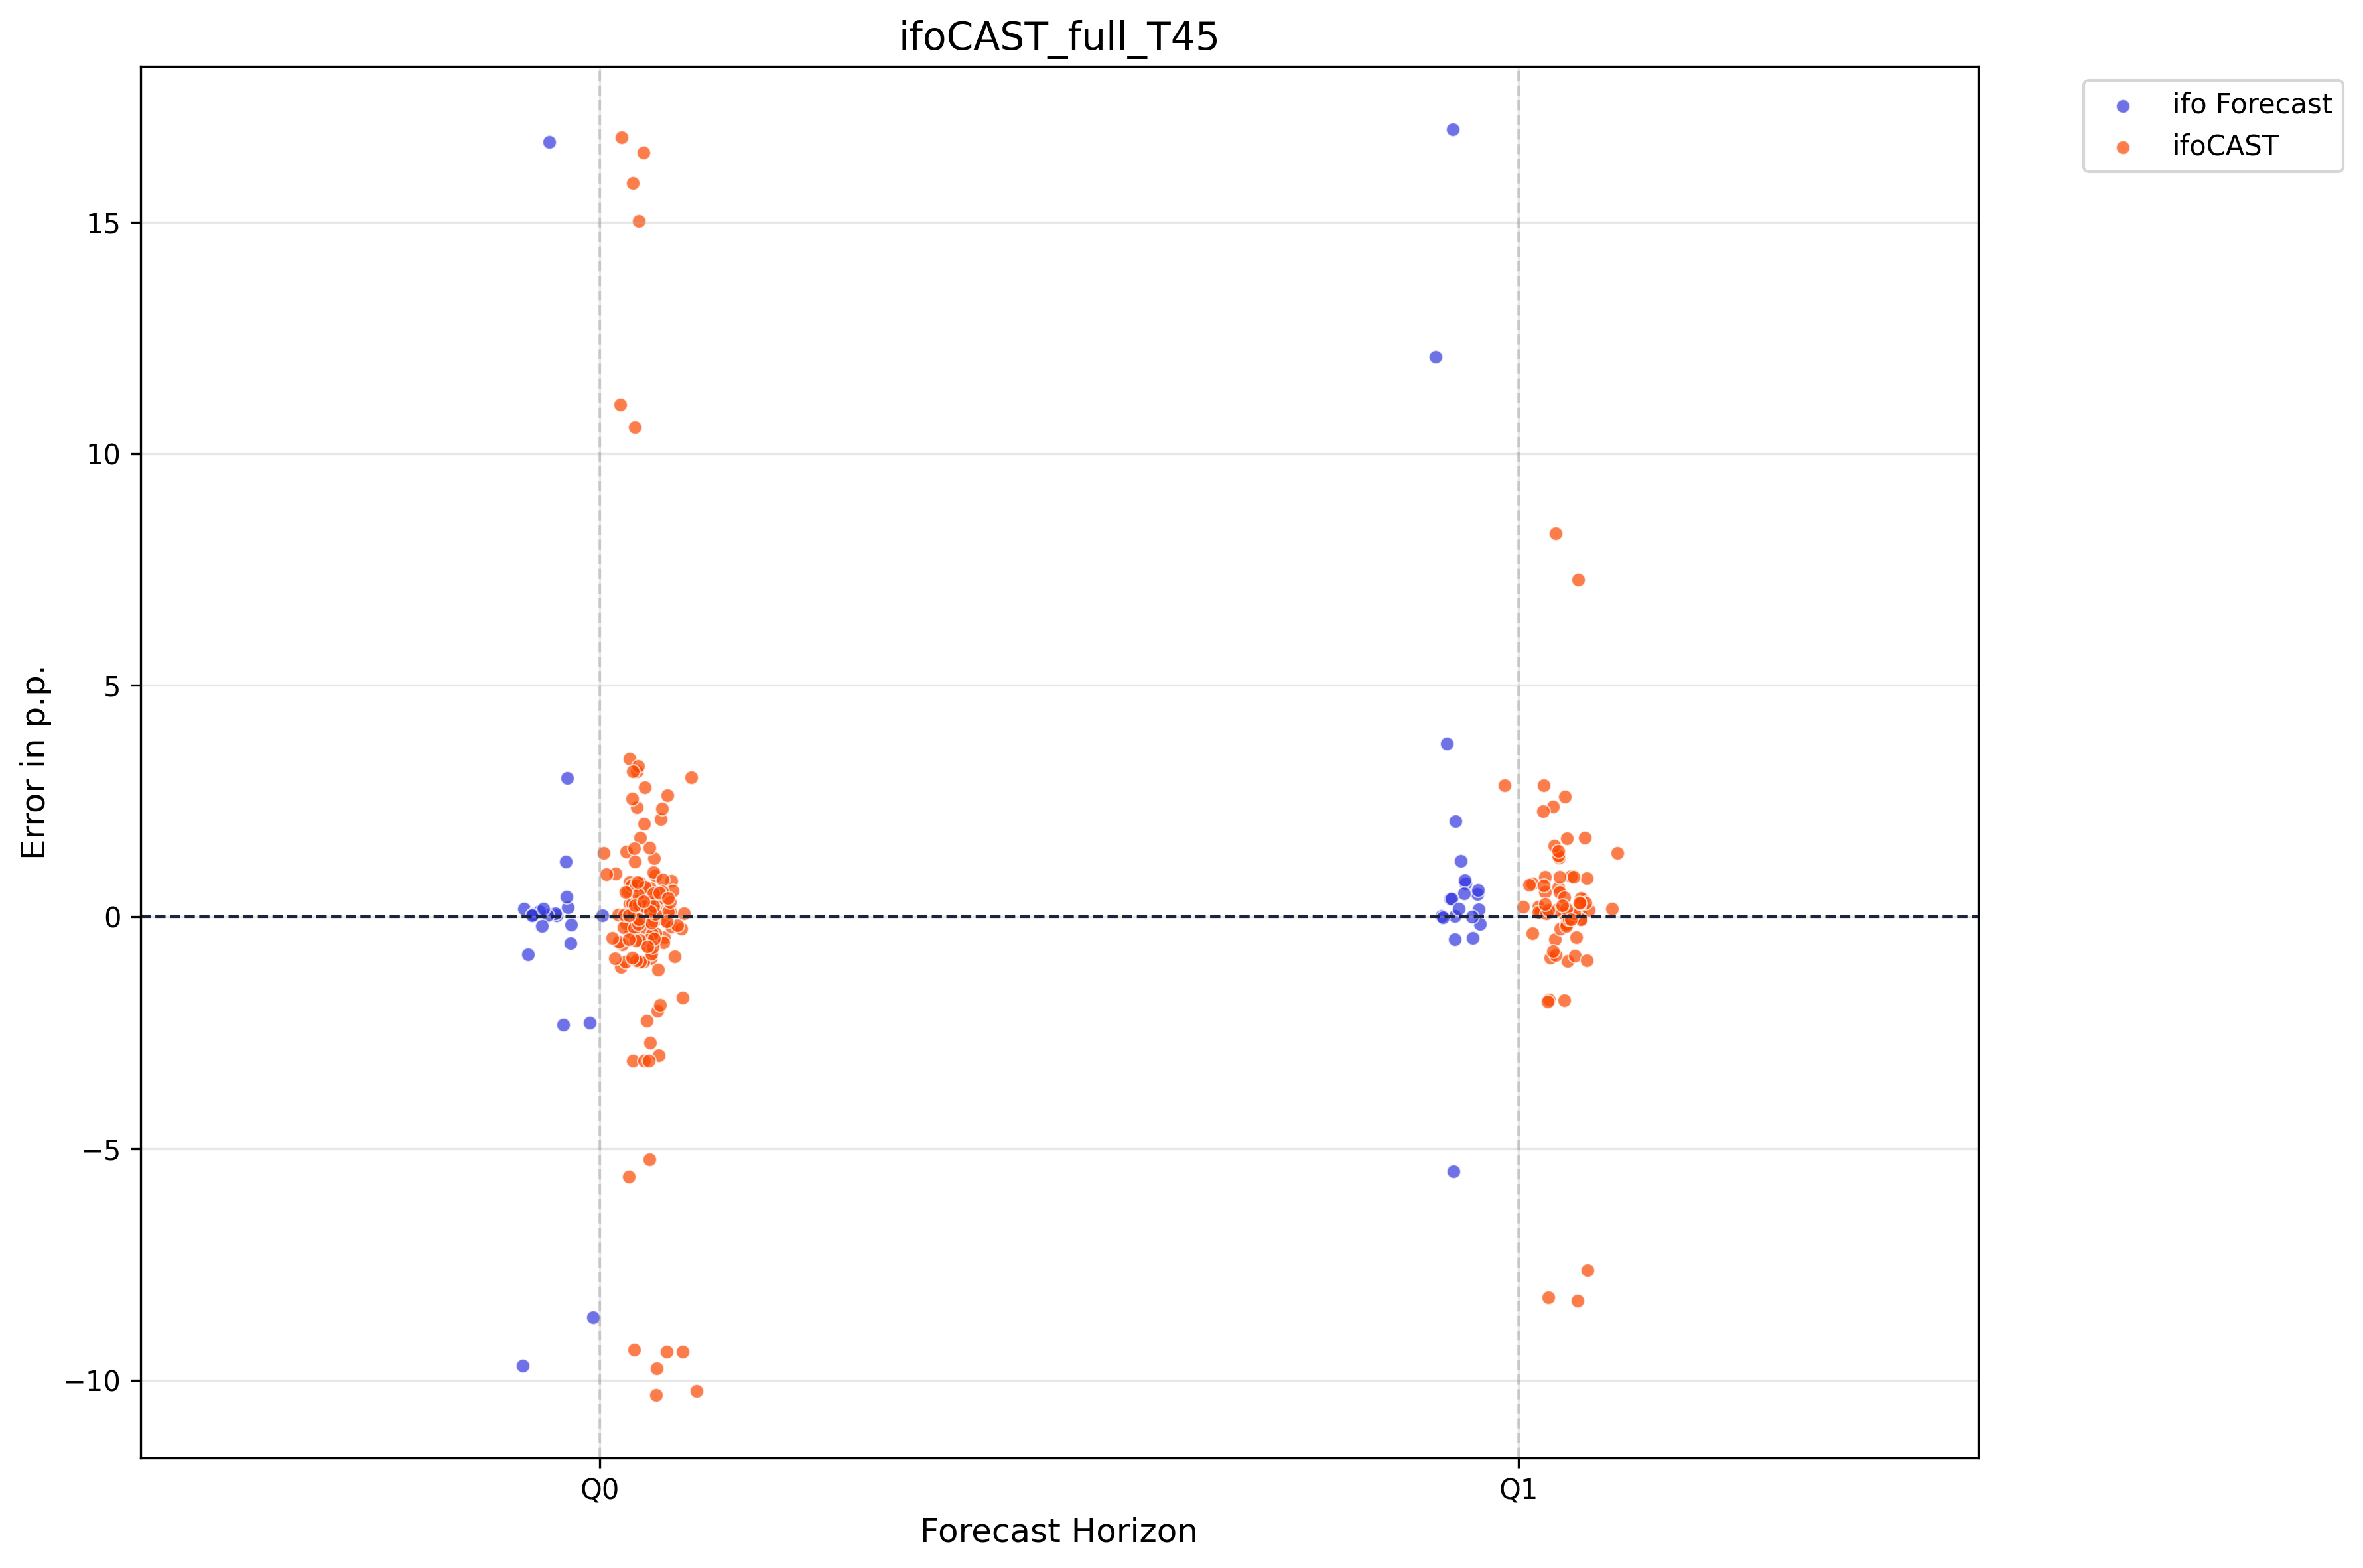 ifoCAST_full_T45
ifo Forecast
ifoCAST
Error in p.p.
15
10
5
0
−5
−10
Q0
Q1
Forecast Horizon